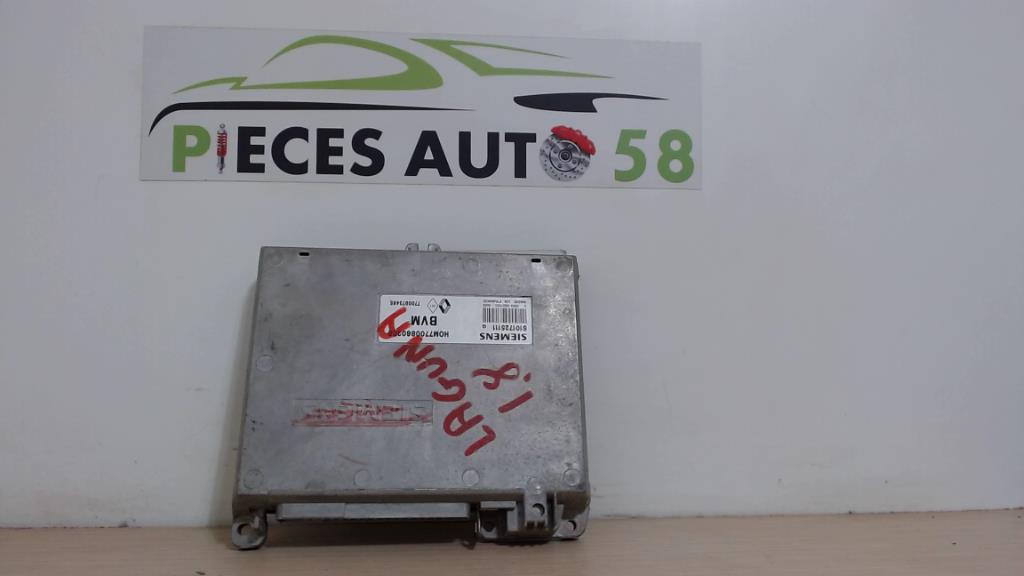 PIECES AUTO 58
SIEMENS
S101725111 G
HOM7700860
BVM
LAGUNA
1.8